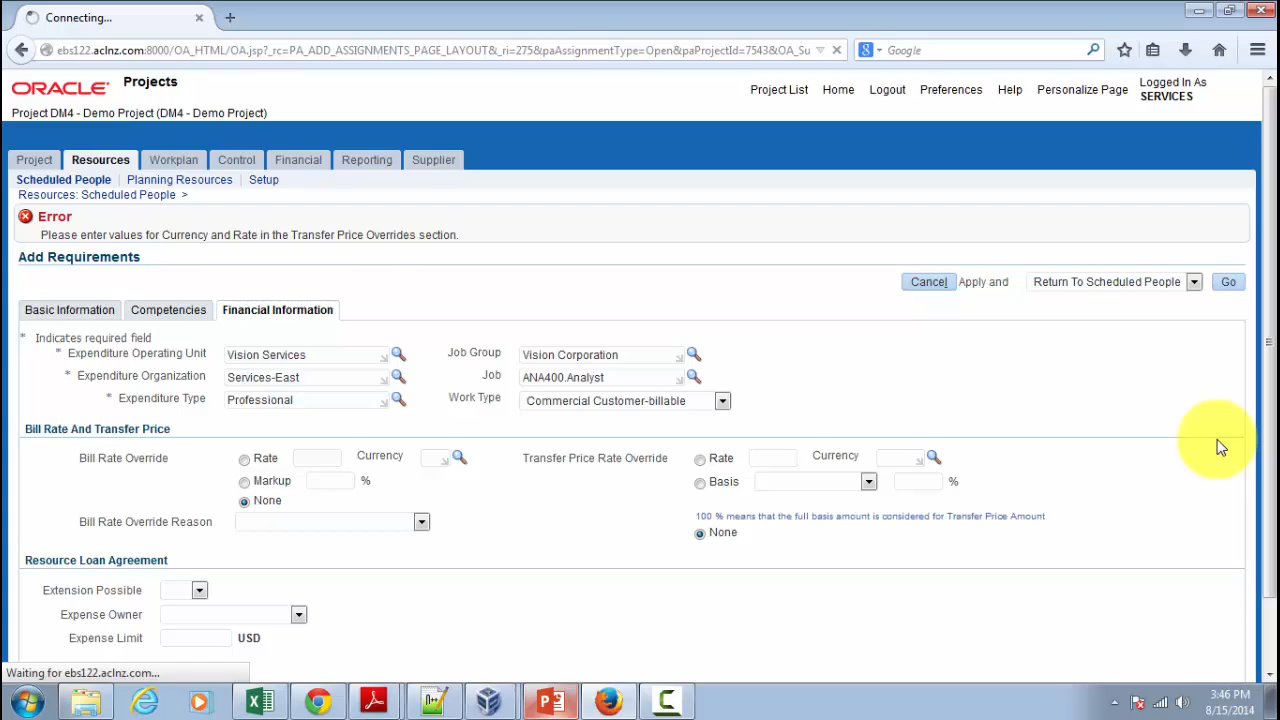 Connecting...
ebs122.aclnz.com:8000/OA_HTML/OA.jsp?_rc=PA_ADD_ASSIGNMENTS_PAGE_LAYOUT&_ri=275&paAssignmentType=Open&paProjectId=7543&OA_Su
Google
ORACLE Projects
Project List Home Logout Preferences Help Personalize Page Logged In As SERVICES
Project DM4 - Demo Project (DM4 - Demo Project)
Project Resources Workplan Control Financial Reporting Supplier
Scheduled People Planning Resources Setup
Resources: Scheduled People >
Error
Please enter values for Currency and Rate in the Transfer Price Overrides section.
Add Requirements
Cancel Apply and Return To Scheduled People Go
Basic Information Competencies Financial Information
* Indicates required field
* Expenditure Operating Unit Vision Services Job Group Vision Corporation
* Expenditure Organization Services-East Job ANA400.Analyst
* Expenditure Type Professional Work Type Commercial Customer-billable
Bill Rate And Transfer Price
Bill Rate Override Rate Currency Transfer Price Rate Override Rate Currency
Markup % Basis %
None
Bill Rate Override Reason 100 % means that the full basis amount is considered for Transfer Price Amount
None
Resource Loan Agreement
Extension Possible
Expense Owner
Expense Limit USD
Waiting for ebs122.aclnz.com...
3:46 PM
8/15/2014